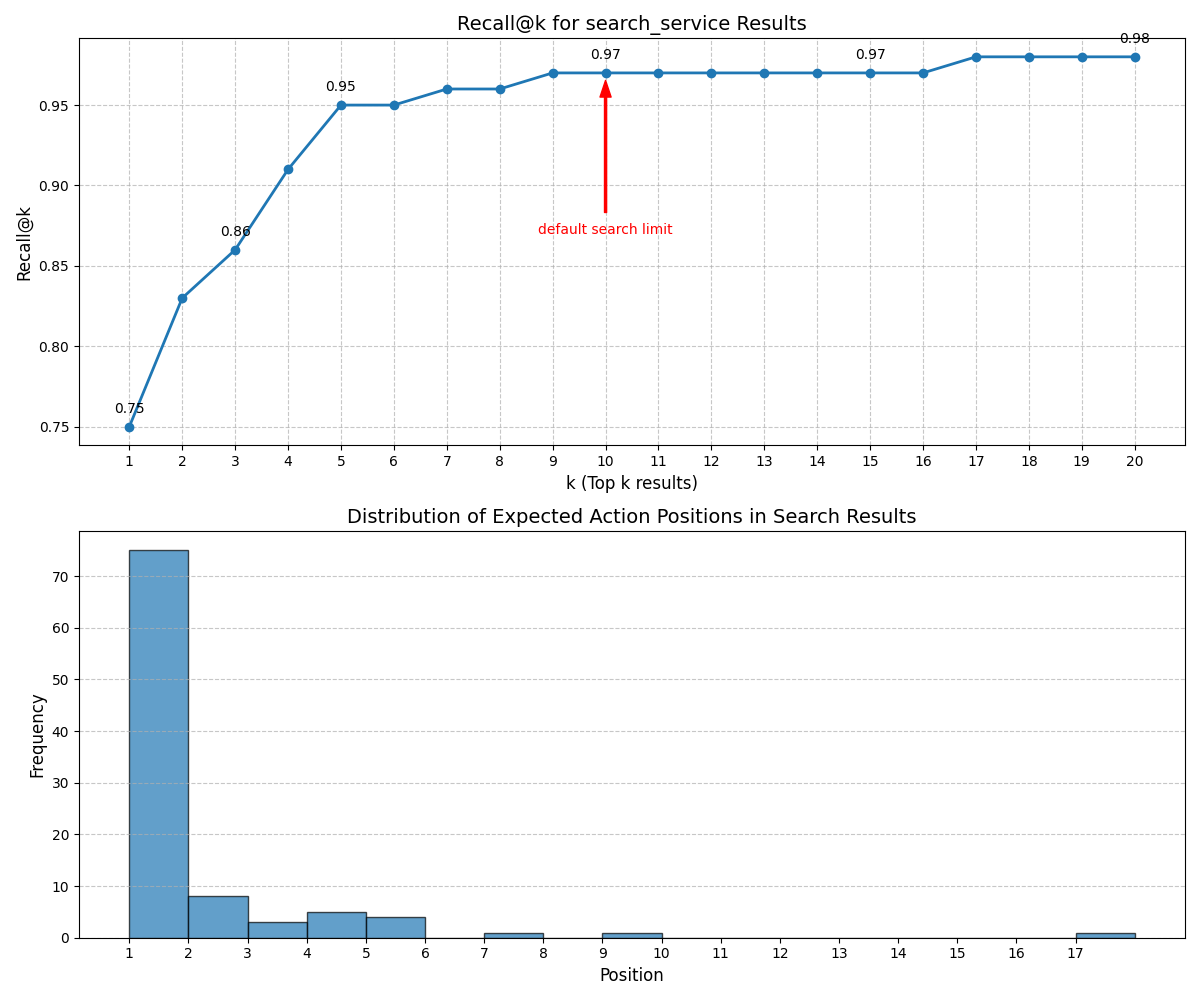 Recall@k for search_service Results
Recall@k
0.95
0.90
0.85
0.80
0.75
0.75
0.86
0.95
0.97
0.97
0.98
default search limit
1 2 3 4 5 6 7 8 9 10 11 12 13 14 15 16 17 18 19 20
k (Top k results)
Distribution of Expected Action Positions in Search Results
Frequency
70
60
50
40
30
20
10
0
1 2 3 4 5 6 7 8 9 10 11 12 13 14 15 16 17
Position